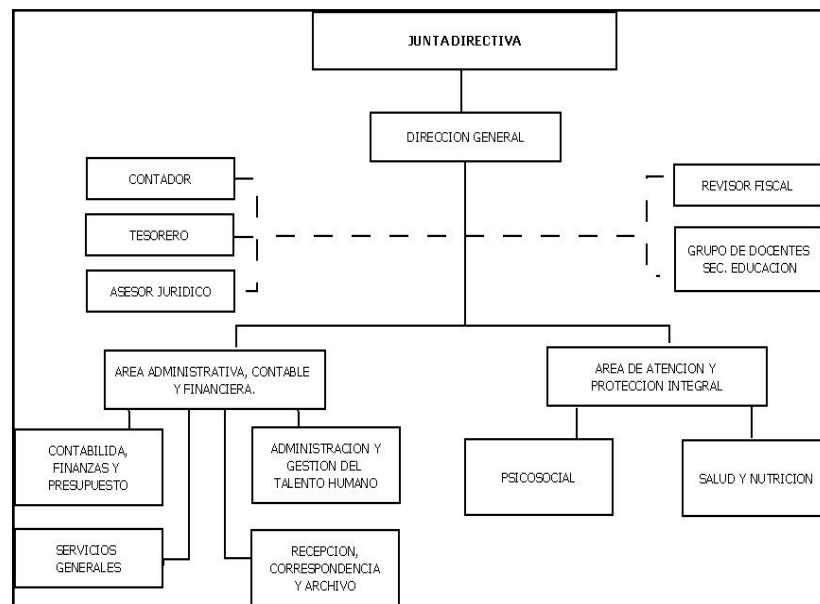 JUNTA DIRECTIVA
DIRECCION GENERAL
CONTADOR
TESORERO
ASESOR JURIDICO
REVISOR FISCAL
GRUPO DE DOCENTES
SEC. EDUCACION
AREA ADMINISTRATIVA, CONTABLE
Y FINANCIERA.
AREA DE ATENCION Y
PROTECCION INTEGRAL
CONTABILIDA,
FINANZAS Y
PRESUPUESTO
ADMINISTRACION Y
GESTION DEL
TALENTO HUMANO
PSICOSOCIAL
SALUD Y NUTRICION
SERVICIOS
GENERALES
RECEPCION,
CORRESPONDENCIA
Y ARCHIVO